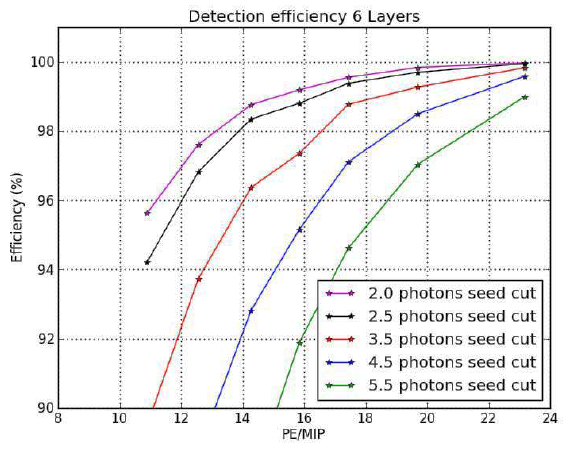 Detection efficiency 6 Layers
100
98
96
94
92
90
Efficiency (%)
2.0 photons seed cut
2.5 photons seed cut
3.5 photons seed cut
4.5 photons seed cut
5.5 photons seed cut
8 10 12 14 16 18 20 22 24
PE/MIP